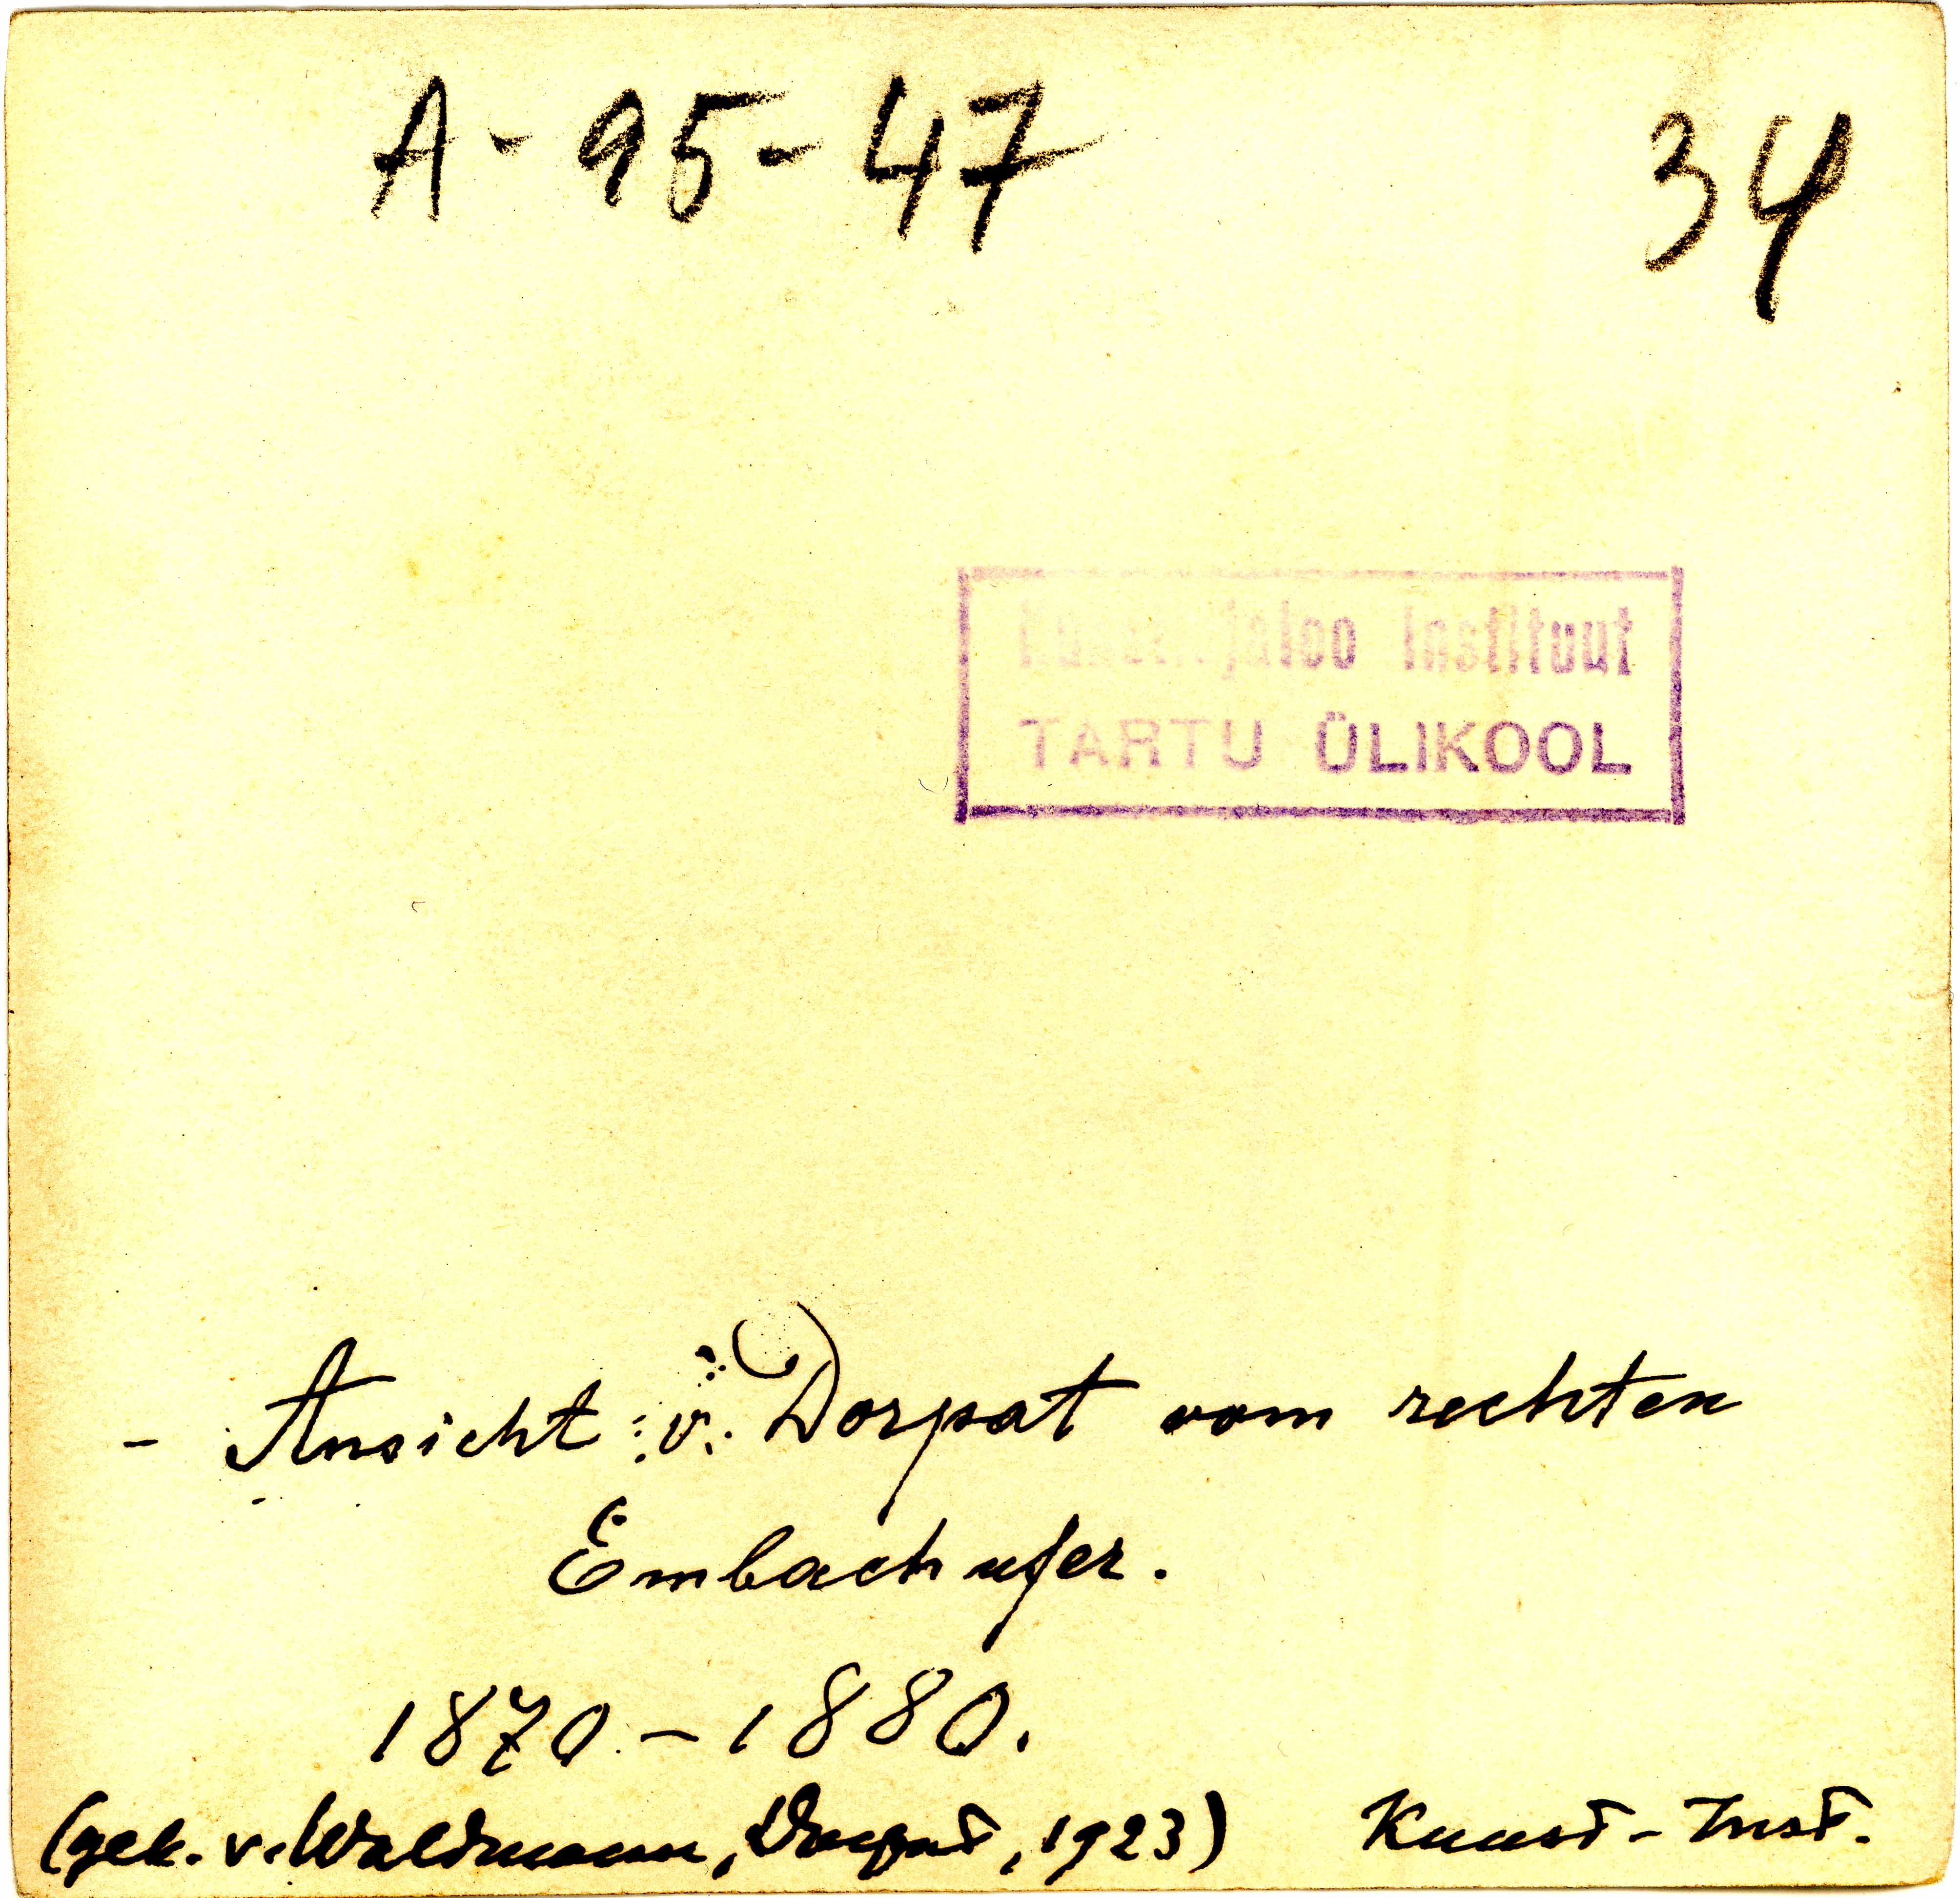 A-95-47 34
Instituut
TARTU ÜLIKOOL
- Ansicht v. Dorpat vom rechten
Embachufer.
1870.-1880.
(gek. v. Waldmann, Dorpat, 1923) Kunst-Inst.